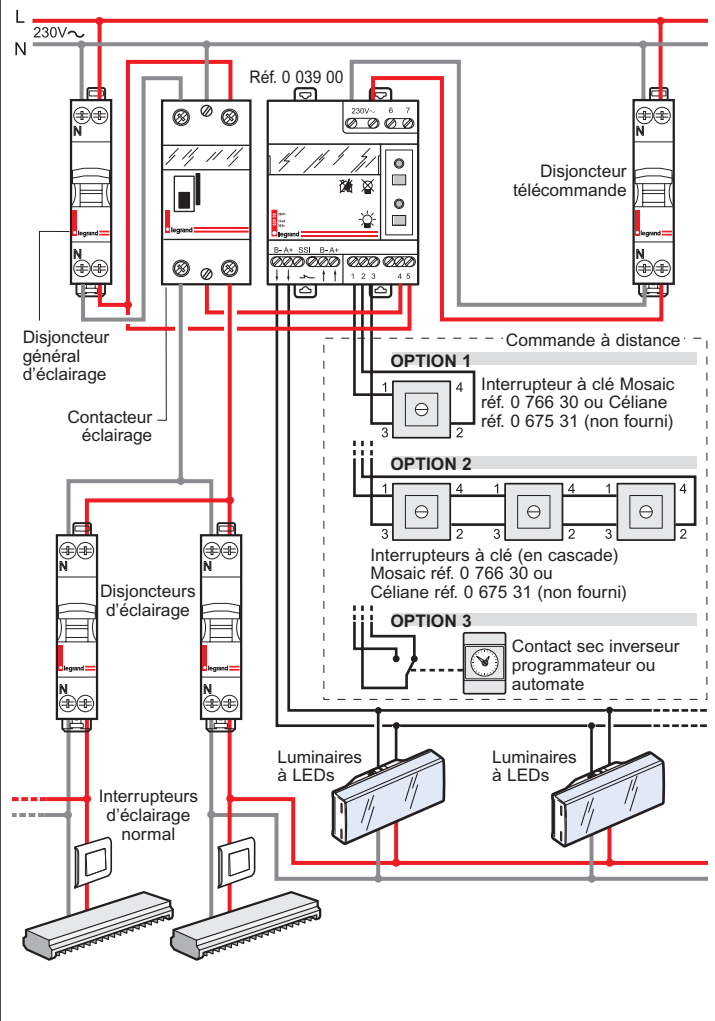 L
230V~
N
Réf. 0 039 00
230V~ 6 7
N
N
legrand
legrand
legrand
legrand
N
N
B- A+ SSI B- A+
1 2 3 4 5
Disjoncteur
télécommande
Disjoncteur
général
d'éclairage
Contacteur
éclairage
Commande à distance
OPTION 1
1 4
3 2
Interrupteur à clé Mosaic
réf. 0 766 30 ou Céliane
réf. 0 675 31 (non fourni)
OPTION 2
1 4 1 4 1 4
3 2 3 2 3 2
Interrupteurs à clé (en cascade)
Mosaic réf. 0 766 30 ou
Céliane réf. 0 675 31 (non fourni)
OPTION 3
Contact sec inverseur
programmateur ou
automate
N
N
Disjoncteurs
d'éclairage
legrand
legrand
N
N
Luminaires
à LEDs
Luminaires
à LEDs
Interrupteurs
d'éclairage
normal